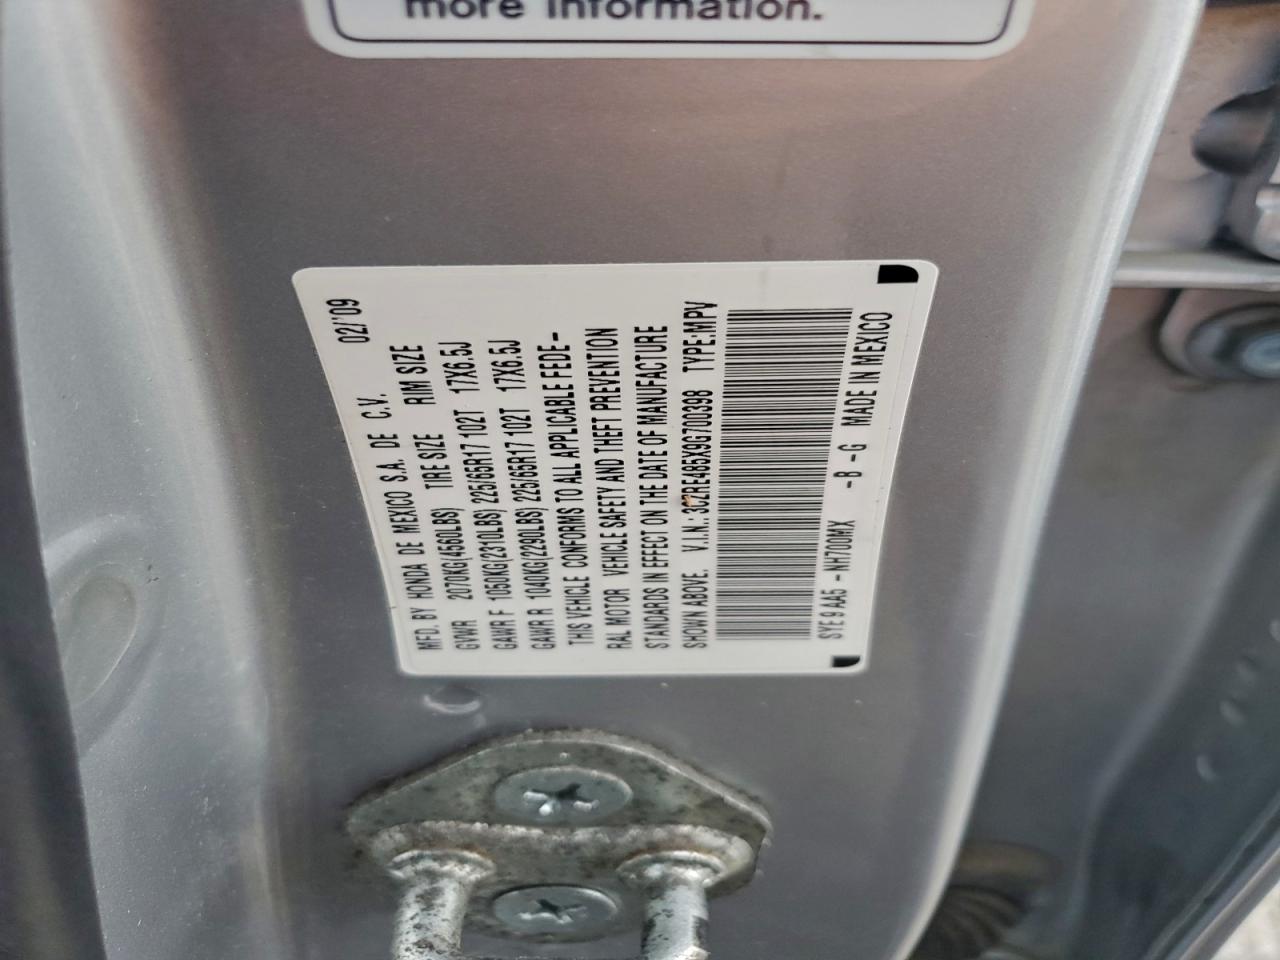 more information.
MFD. BY HONDA DE MEXICO S.A. DE C.V. 02/'09
GVWR 2070KG(4560LBS) TIRE SIZE RIM SIZE
GAWR F 1050KG(2310LBS) 225/65R17 102T 17X6.5J
GAWR R 1040KG(2290LBS) 225/65R17 102T 17X6.5J
THIS VEHICLE CONFORMS TO ALL APPLICABLE FEDE-
RAL MOTOR VEHICLE SAFETY AND THEFT PREVENTION
STANDARDS IN EFFECT ON THE DATE OF MANUFACTURE
SHOWN ABOVE. V.I.N.: 3CZRE485X9G700398 TYPE:MPV
SYE9AA5-NH700MX -B-G MADE IN MEXICO